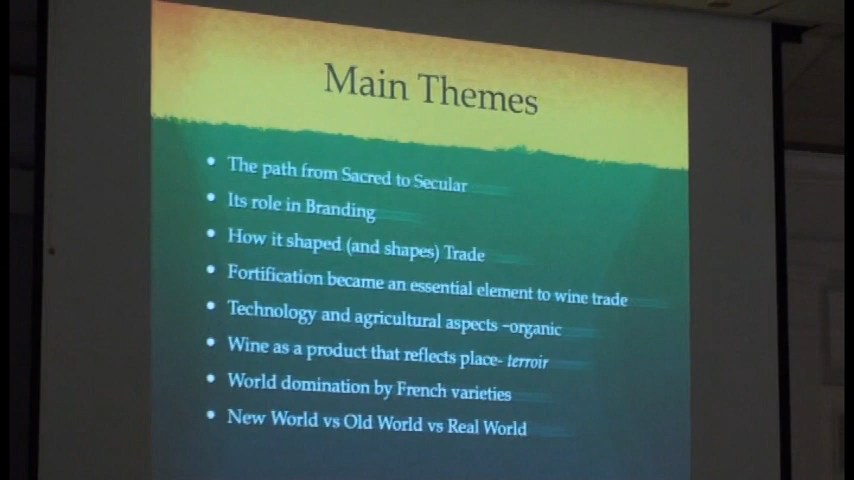 Main Themes
• The path from Sacred to Secular
• Its role in Branding
• How it shaped (and shapes) Trade
• Fortification became an essential element to wine trade
• Technology and agricultural aspects -organic
• Wine as a product that reflects place- terroir
• World domination by French varieties
• New World vs Old World vs Real World